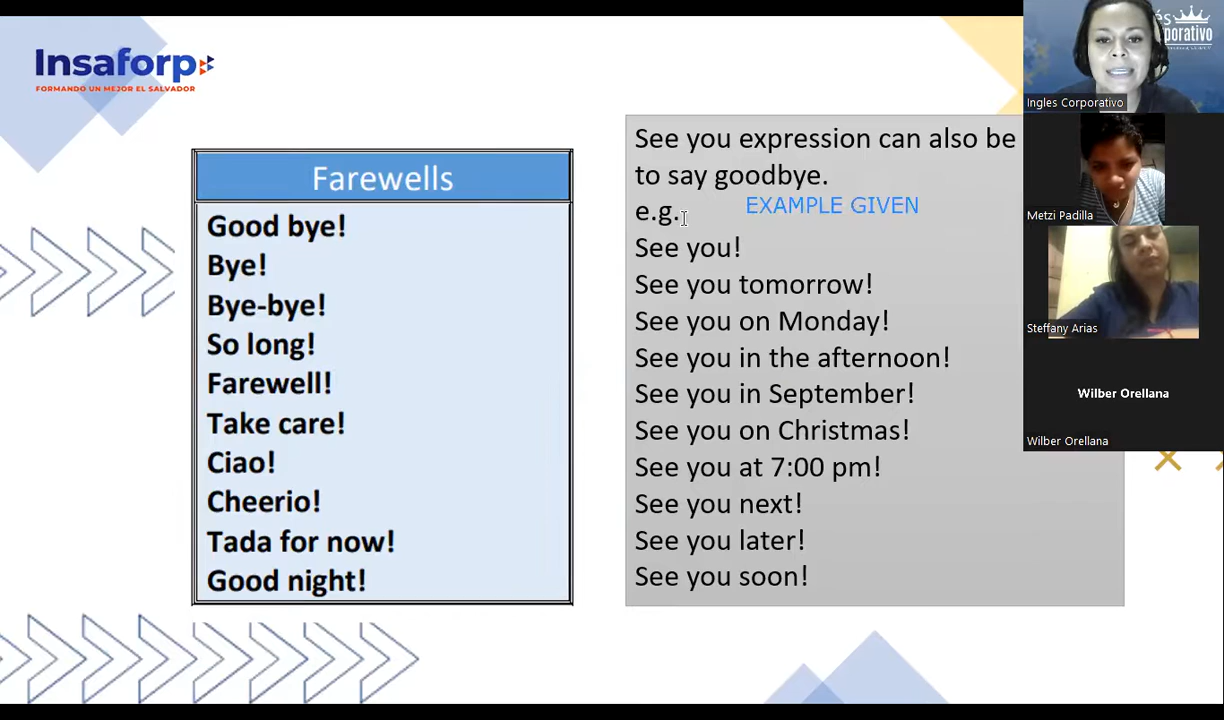 Insaforp
FORMANDO UN MEJOR EL SALVADOR
Farewells
Good bye!
Bye!
Bye-bye!
So long!
Farewell!
Take care!
Ciao!
Cheerio!
Tada for now!
Good night!
See you expression can also be
to say goodbye.
e.g.
EXAMPLE GIVEN
See you!
See you tomorrow!
See you on Monday!
See you in the afternoon!
See you in September!
See you on Christmas!
See you at 7:00 pm!
See you next!
See you later!
See you soon!
Ingles Corporativo
Metzi Padilla
Steffany Arias
Wilber Orellana
Wilber Orellana